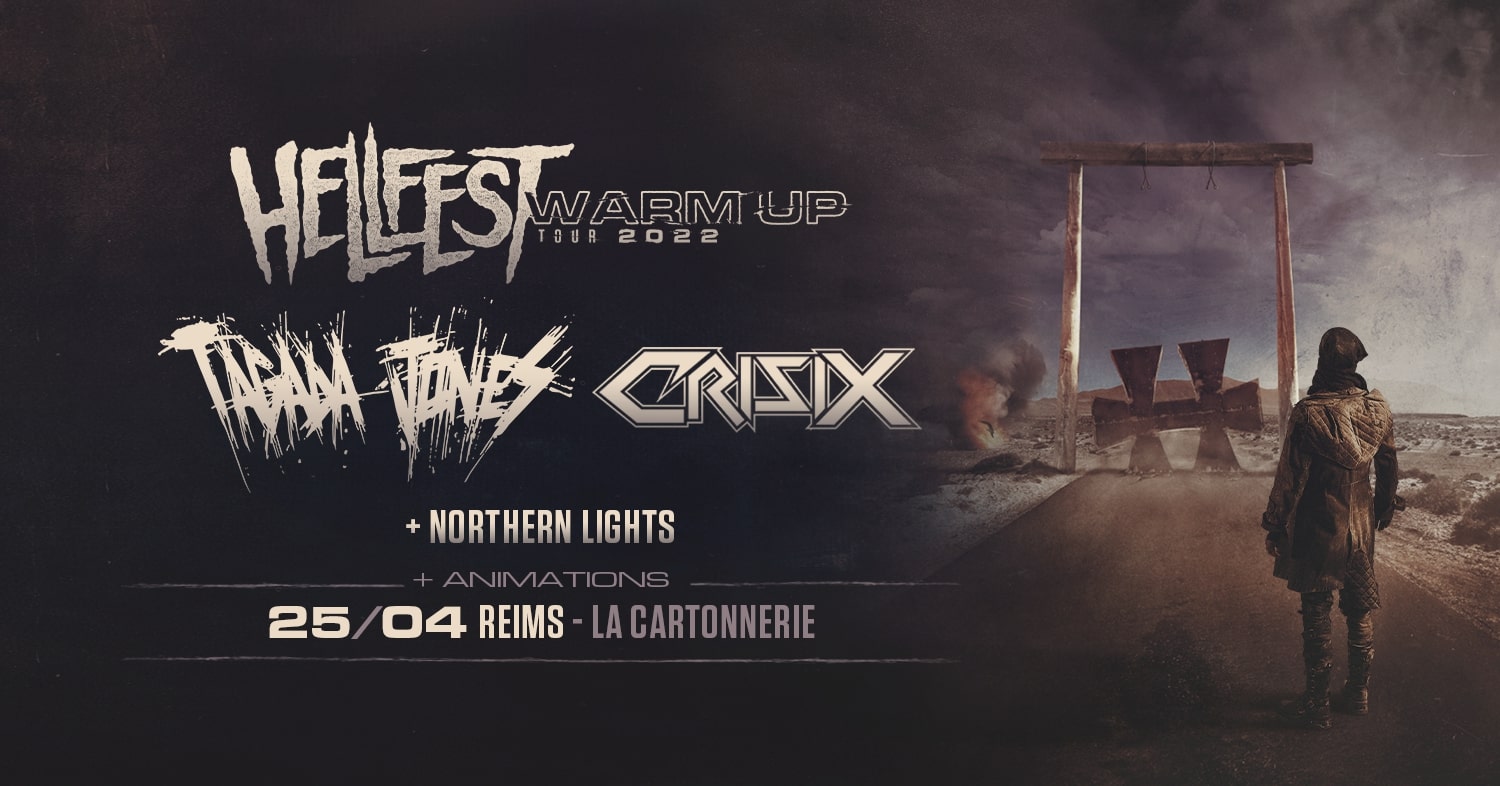 HELLFEST WARM UP
TOUR 2022
TAGADA JONES CRISIX
+ NORTHERN LIGHTS
+ ANIMATIONS
25/04 REIMS - LA CARTONNERIE